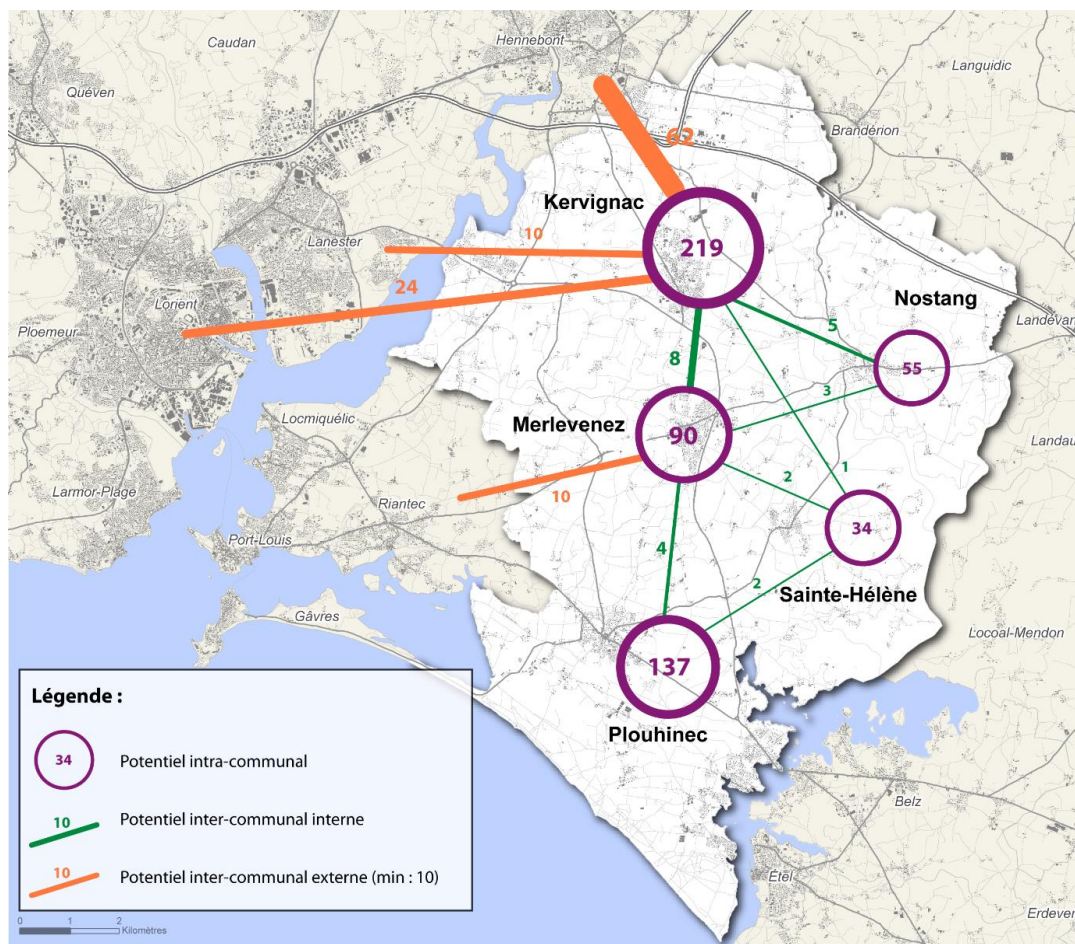 Caudan
Hennebont
Languidic
Quéven
Brandérion
62
Kervignac
10
219
Lanester
24
Nostang
Lorient
5
Ploemeur
8
55
3
Merlevenez
90
Locmiquélic
2
1
10
Larmor-Plage
Riantec
34
Port-Louis
4
2
Sainte-Hélène
Gâvres
Locoal-Mendon
137
Plouhinec
Belz
Étel
Légende :
34 Potentiel intra-communal
10 Potentiel inter-communal interne
10 Potentiel inter-communal externe (min : 10)
0 1 2
Kilomètres